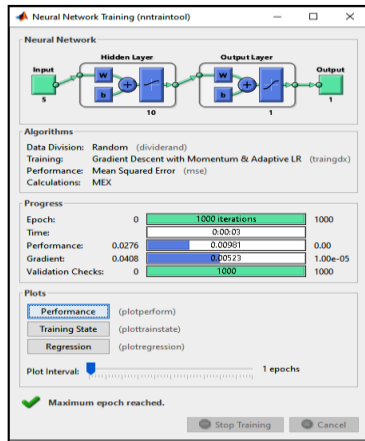 Neural Network Training (nntraintool)
Neural Network
Hidden Layer Output Layer
Input Output
W W
b b
5 10 1 1
Algorithms
Data Division: Random (dividerand)
Training: Gradient Descent with Momentum & Adaptive LR (traingdx)
Performance: Mean Squared Error (mse)
Calculations: MEX
Progress
Epoch: 0 1000 iterations 1000
Time: 0:00:03
Performance: 0.0276 0.00981 0.00
Gradient: 0.0408 0.00523 1.00e-05
Validation Checks: 0 1000 1000
Plots
Performance (plotperform)
Training State (plottrainstate)
Regression (plotregression)
Plot Interval: 1 epochs
Maximum epoch reached.
Stop Training Cancel